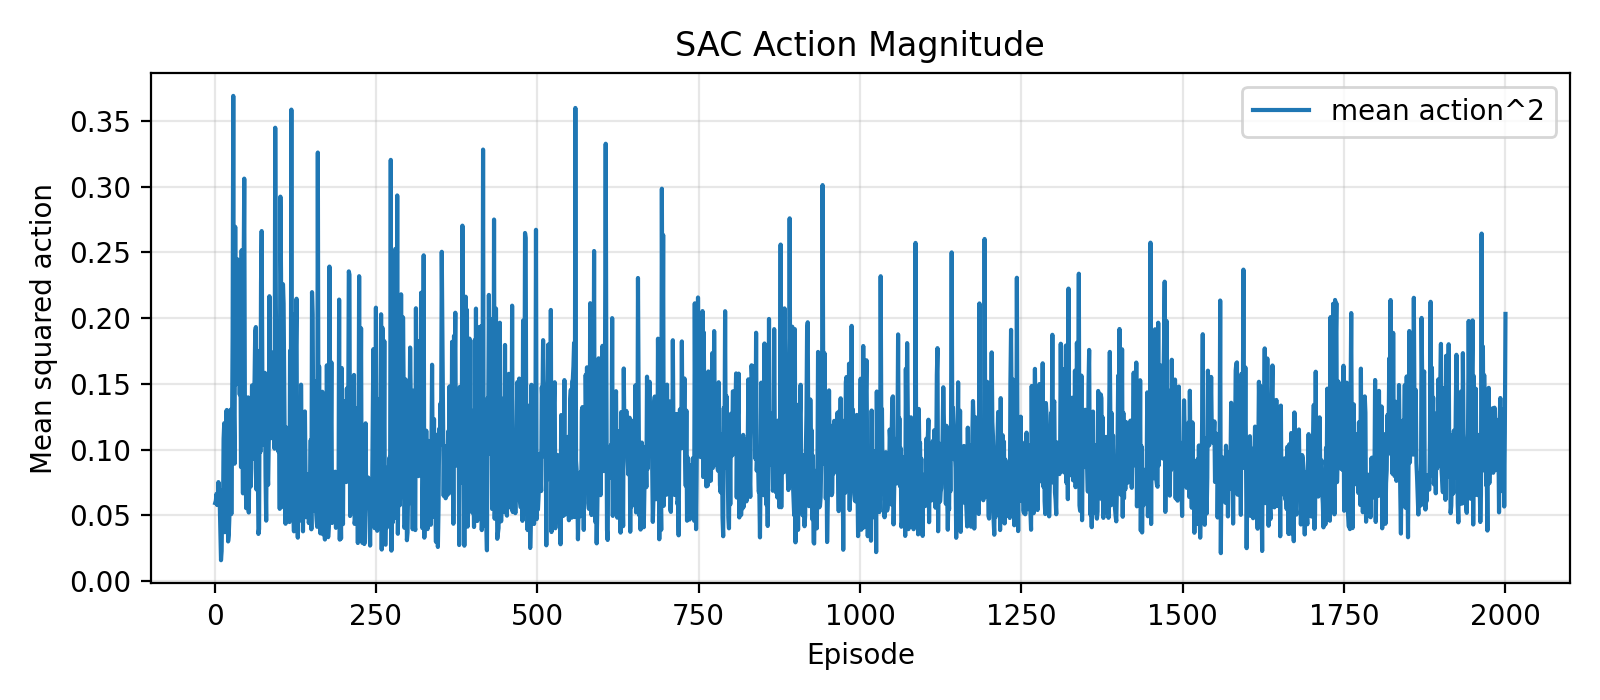 SAC Action Magnitude
mean action^2
Mean squared action
0.35
0.30
0.25
0.20
0.15
0.10
0.05
0.00
0 250 500 750 1000 1250 1500 1750 2000
Episode